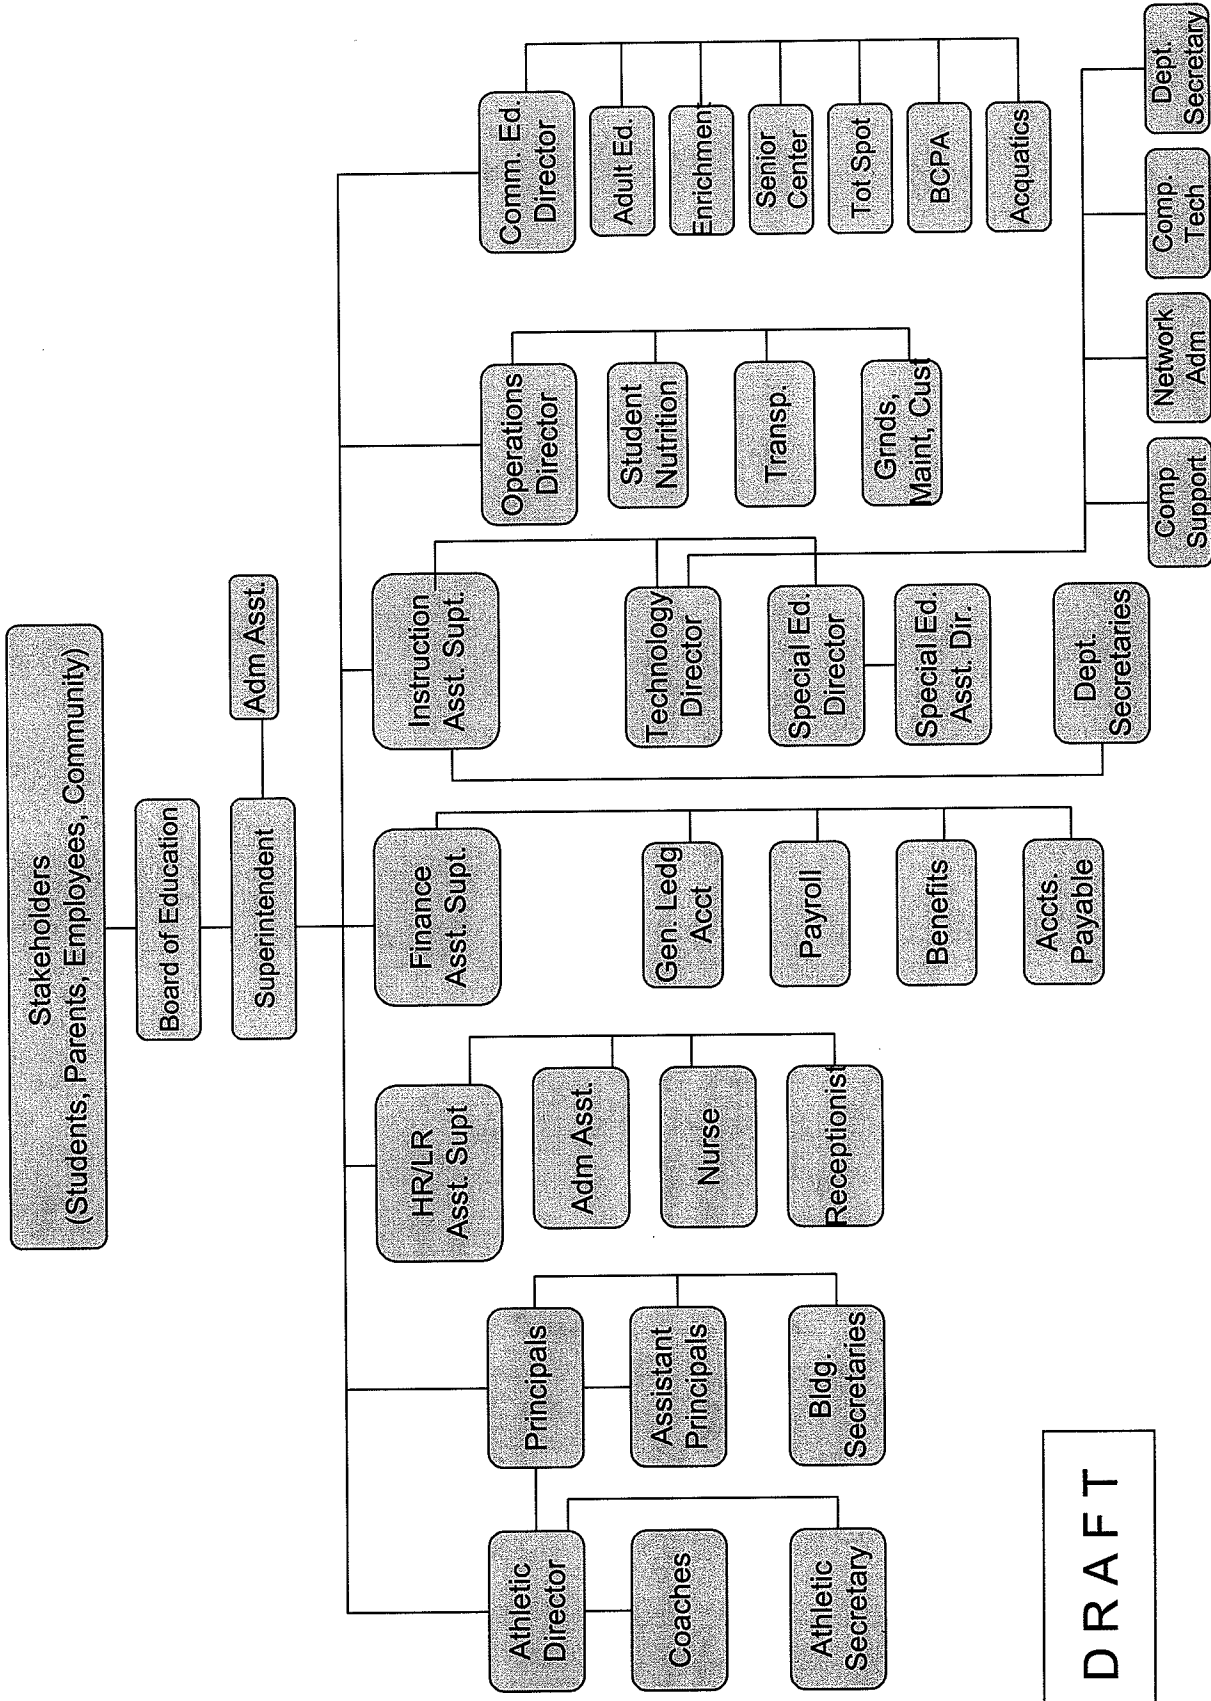 Stakeholders
(Students, Parents, Employees, Community)
Board of Education
Superintendent
Adm Asst.
Athletic
Director
Coaches
Athletic
Secretary
Principals
Assistant
Principals
Bldg.
Secretaries
HR/LR
Asst. Supt
Adm Asst.
Nurse
Receptionist
Finance
Asst. Supt.
Gen. Ledg
Acct
Payroll
Benefits
Accts.
Payable
Instruction
Asst. Supt.
Technology
Director
Special Ed.
Director
Special Ed.
Asst. Dir.
Dept.
Secretaries
Operations
Director
Student
Nutrition
Transp.
Grnds,
Maint, Cust
Comm. Ed.
Director
Adult Ed.
Enrichment
Senior
Center
Tot Spot
BCPA
Acquatics
Comp
Support
Network
Adm
Comp.
Tech
Dept.
Secretary
DRAFT